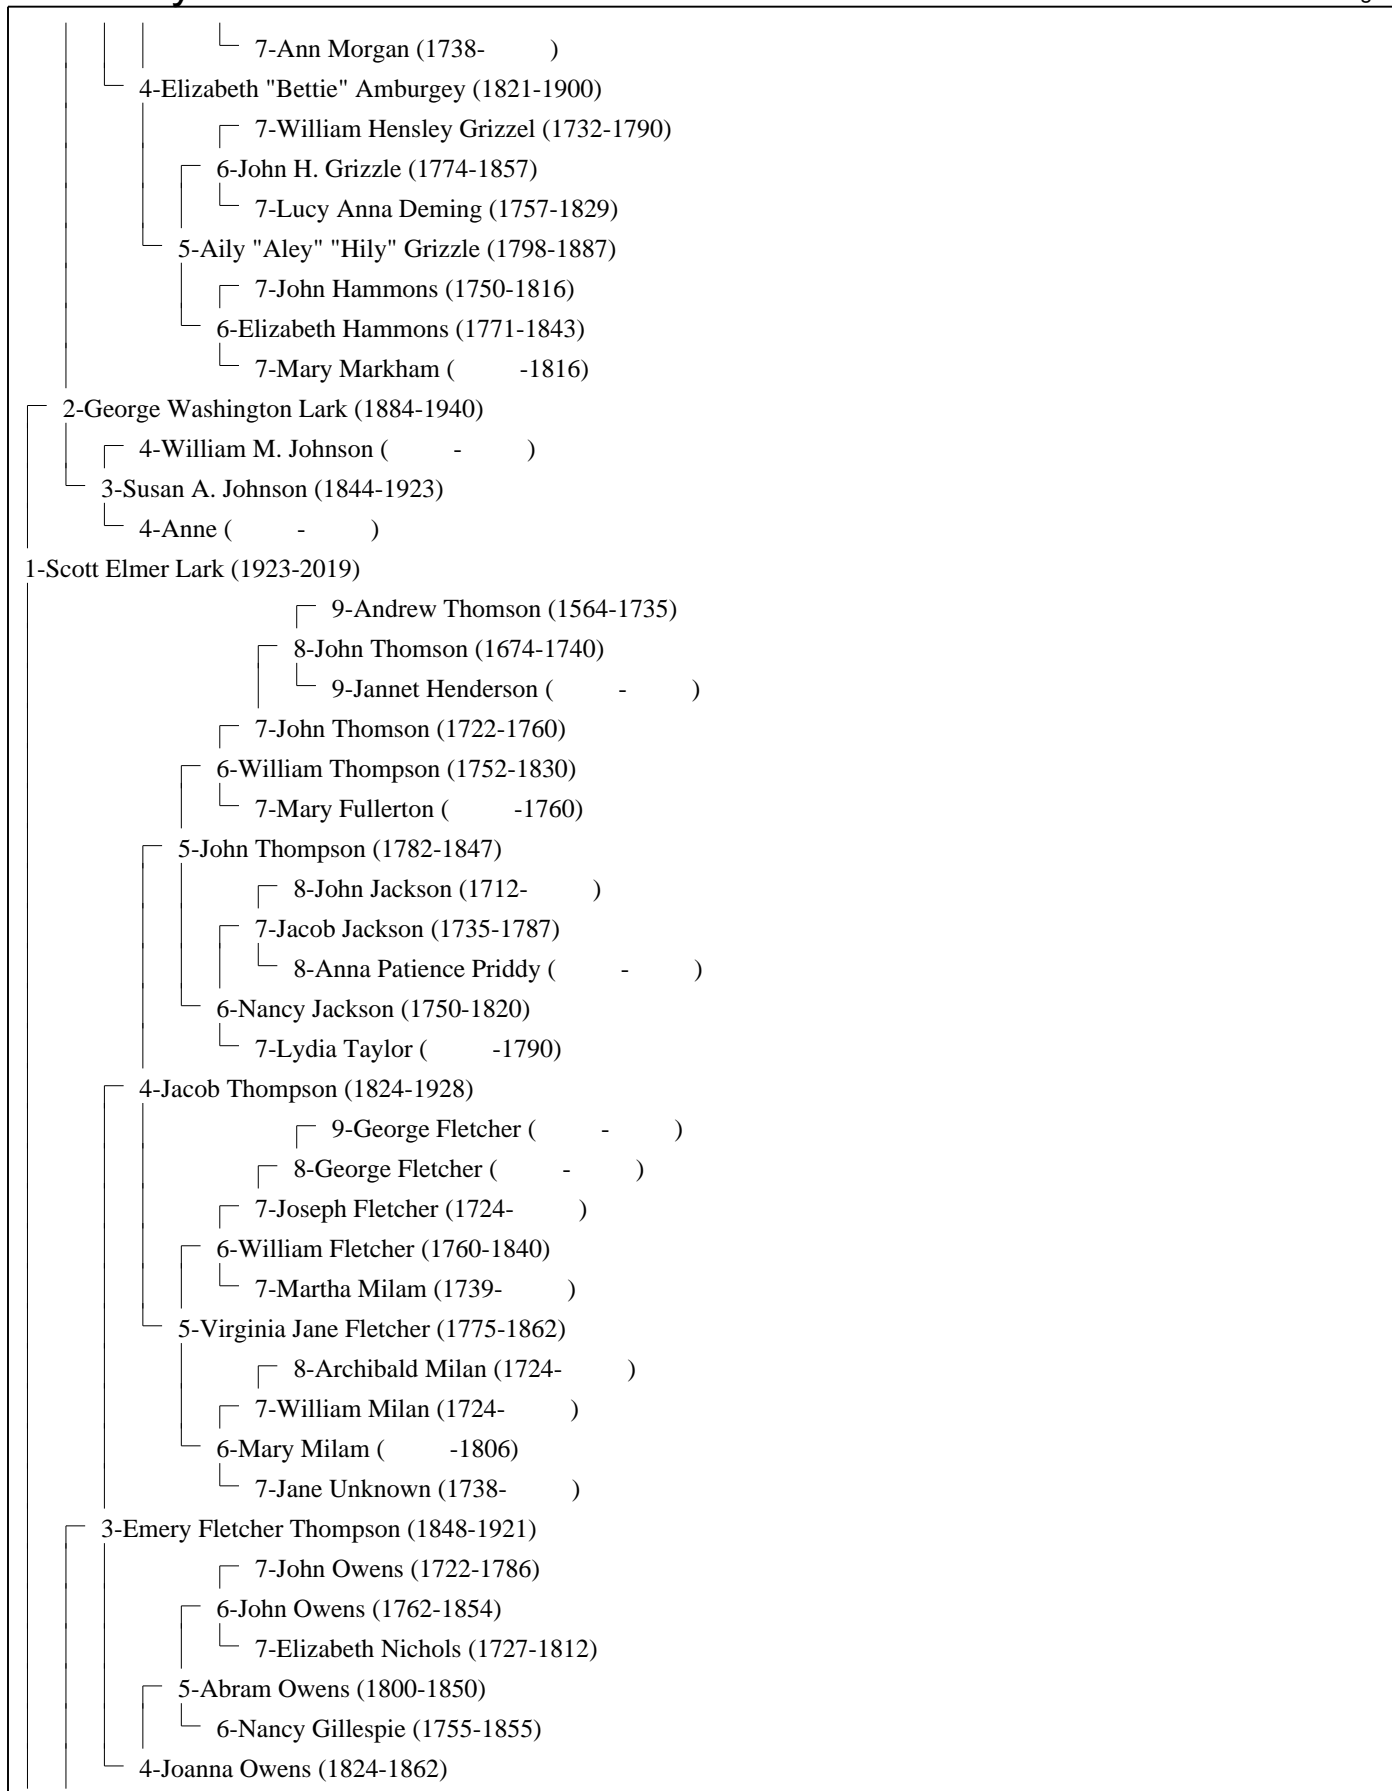 7-Ann Morgan (1738- )
4-Elizabeth "Bettie" Amburgey (1821-1900)
7-William Hensley Grizzel (1732-1790)
6-John H. Grizzle (1774-1857)
7-Lucy Anna Deming (1757-1829)
5-Aily "Aley" "Hily" Grizzle (1798-1887)
7-John Hammons (1750-1816)
6-Elizabeth Hammons (1771-1843)
7-Mary Markham ( -1816)
2-George Washington Lark (1884-1940)
4-William M. Johnson ( - )
3-Susan A. Johnson (1844-1923)
4-Anne ( - )
1-Scott Elmer Lark (1923-2019)
9-Andrew Thomson (1564-1735)
8-John Thomson (1674-1740)
9-Jannet Henderson ( - )
7-John Thomson (1722-1760)
6-William Thompson (1752-1830)
7-Mary Fullerton ( -1760)
5-John Thompson (1782-1847)
8-John Jackson (1712- )
7-Jacob Jackson (1735-1787)
8-Anna Patience Priddy ( - )
6-Nancy Jackson (1750-1820)
7-Lydia Taylor ( -1790)
4-Jacob Thompson (1824-1928)
9-George Fletcher ( - )
8-George Fletcher ( - )
7-Joseph Fletcher (1724- )
6-William Fletcher (1760-1840)
7-Martha Milam (1739- )
5-Virginia Jane Fletcher (1775-1862)
8-Archibald Milan (1724- )
7-William Milan (1724- )
6-Mary Milam ( -1806)
7-Jane Unknown (1738- )
3-Emery Fletcher Thompson (1848-1921)
7-John Owens (1722-1786)
6-John Owens (1762-1854)
7-Elizabeth Nichols (1727-1812)
5-Abram Owens (1800-1850)
6-Nancy Gillespie (1755-1855)
4-Joanna Owens (1824-1862)